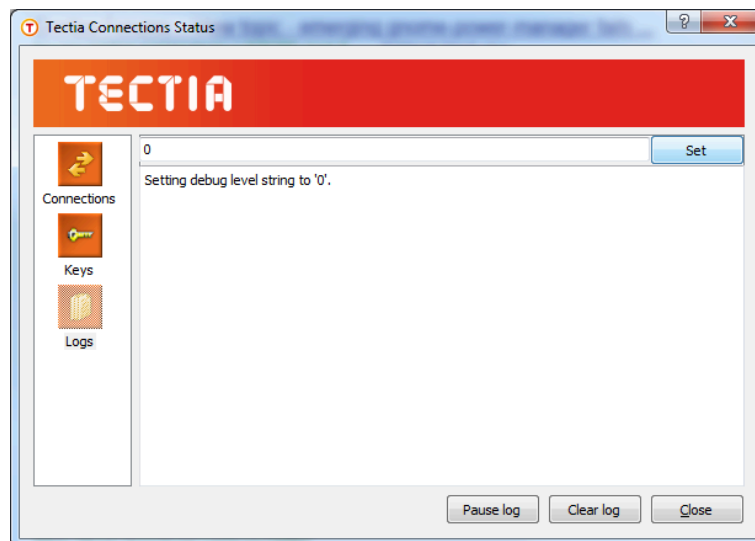 Tectia Connections Status
TECTIA
0
Set
Setting debug level string to '0'.
Connections
Keys
Logs
Pause log
Clear log
Close